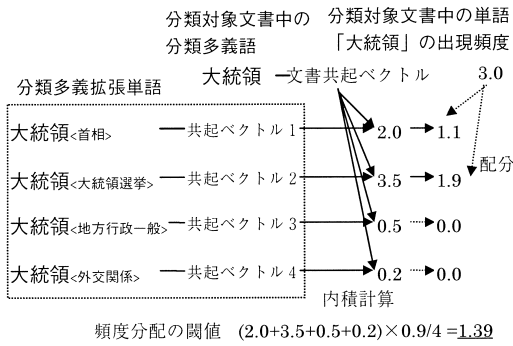 分類対象文書中の
分類多義語
分類対象文書中の単語
「大統領」の出現頻度
大統領 文書共起ベクトル 3.0
分類多義拡張単語
大統領<首相> 共起ベクトル 1 2.0 1.1
配分
大統領<大統領選挙> 共起ベクトル 2 3.5 1.9
大統領<地方行政一般> 共起ベクトル 3 0.5 0.0
大統領<外交関係> 共起ベクトル 4 0.2 0.0
内積計算
頻度分配の閾値 (2.0+3.5+0.5+0.2)×0.9/4 =1.39